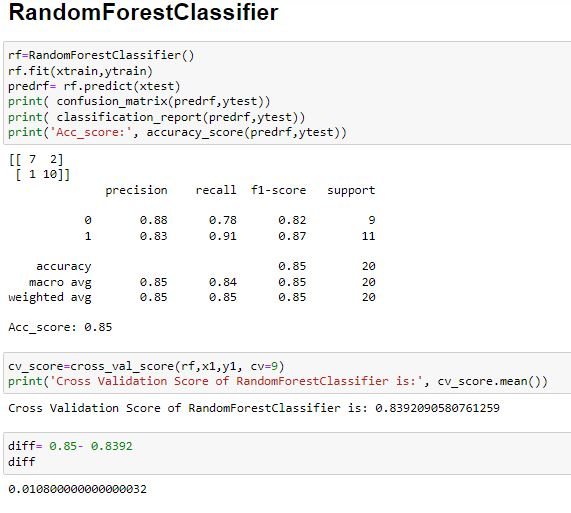 RandomForestClassifier
rf=RandomForestClassifier()
rf.fit(xtrain,ytrain)
predrf= rf.predict(xtest)
print( confusion_matrix(predrf,ytest))
print( classification_report(predrf,ytest))
print('Acc_score:', accuracy_score(predrf,ytest))
[[ 7  2]
 [ 1 10]]
              precision    recall  f1-score   support

           0       0.88      0.78      0.82         9
           1       0.83      0.91      0.87        11

    accuracy                           0.85        20
   macro avg       0.85      0.84      0.85        20
weighted avg       0.85      0.85      0.85        20

Acc_score: 0.85
cv_score=cross_val_score(rf,x1,y1, cv=9)
print('Cross Validation Score of RandomForestClassifier is:', cv_score.mean())
Cross Validation Score of RandomForestClassifier is: 0.8392090580761259
diff= 0.85- 0.8392
diff
0.010800000000000032